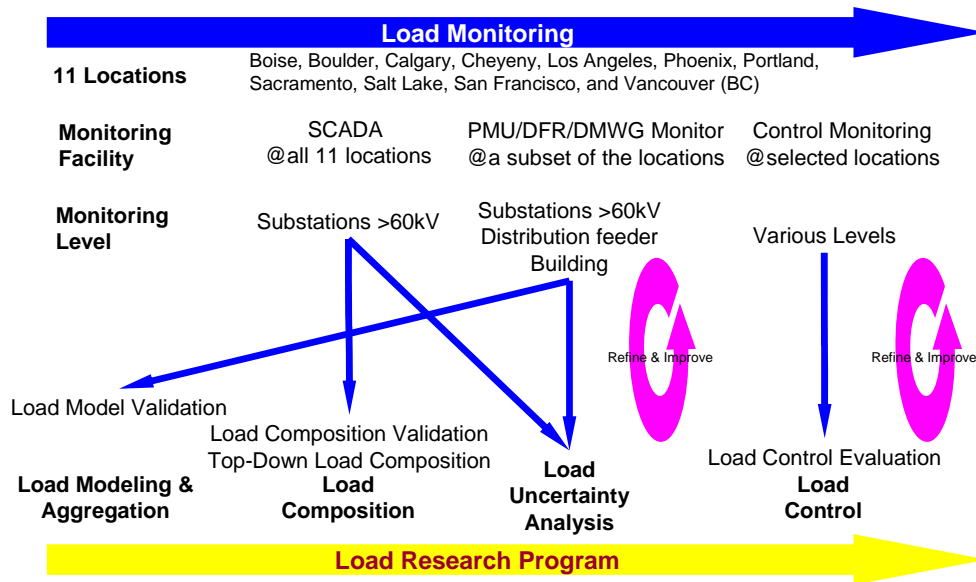 Load Monitoring
11 Locations
Boise, Boulder, Calgary, Cheyeny, Los Angeles, Phoenix, Portland,
Sacramento, Salt Lake, San Francisco, and Vancouver (BC)
Monitoring
Facility
SCADA
@all 11 locations
PMU/DFR/DMWG Monitor
@a subset of the locations
Control Monitoring
@selected locations
Monitoring
Level
Substations >60kV
Substations >60kV
Distribution feeder
Building
Various Levels
Refine & Improve
Refine & Improve
Load Model Validation
Load Composition Validation
Top-Down Load Composition
Load Control Evaluation
Load Modeling &
Aggregation
Load
Composition
Load
Uncertainty
Analysis
Load
Control
Load Research Program